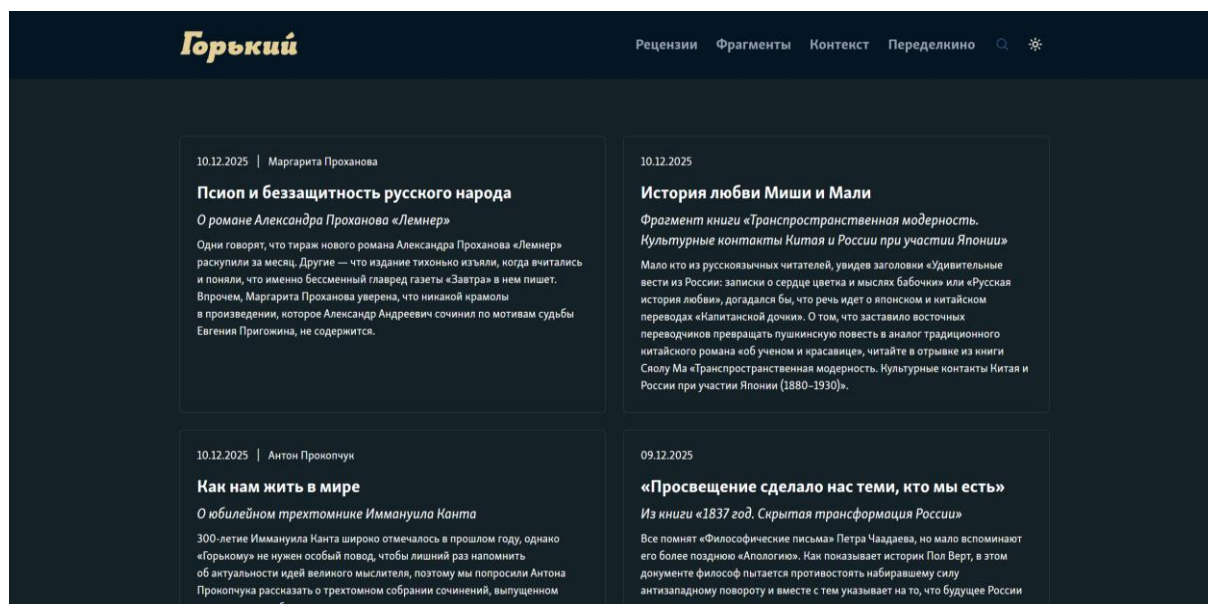 Горький
Рецензии Фрагменты Контекст Переделкино
10.12.2025 | Маргарита Проханова
Псиоп и беззащитность русского народа
О романе Александра Проханова «Лемнер»
Одни говорят, что тираж нового романа Александра Проханова «Лемнер»
раскупили за месяц. Другие — что издание тихонько изъяли, когда вчитались
и поняли, что именно бессменный главред газеты «Завтра» в нем пишет.
Впрочем, Маргарита Проханова уверена, что никакой крамолы
в произведении, которое Александр Андреевич сочинил по мотивам судьбы
Евгения Пригожина, не содержится.
10.12.2025
История любви Миши и Мали
Фрагмент книги «Транспространственная модерность.
Культурные контакты Китая и России при участии Японии»
Мало кто из русскоязычных читателей, увидев заголовки «Удивительные
вести из России: записки о сердце цветка и мыслях бабочки» или «Русская
история любви», догадался бы, что речь идет о японском и китайском
переводах «Капитанской дочки». О том, что заставило восточных
переводчиков превращать пушкинскую повесть в аналог традиционного
китайского романа «об ученом и красавице», читайте в отрывке из книги
Сяолу Ма «Транспространственная модерность. Культурные контакты Китая и
России при участии Японии (1880–1930)».
10.12.2025 | Антон Прокопчук
Как нам жить в мире
О юбилейном трехтомнике Иммануила Канта
300-летие Иммануила Канта широко отмечалось в прошлом году, однако
«Горькому» не нужен особый повод, чтобы лишний раз напомнить
об актуальности идей великого мыслителя, поэтому мы попросили Антона
Прокопчука рассказать о трехтомном собрании сочинений, выпущенном
09.12.2025
«Просвещение сделало нас теми, кто мы есть»
Из книги «1837 год. Скрытая трансформация России»
Все помнят «Философические письма» Петра Чаадаева, но мало вспоминают
его более позднюю «Апологию». Как показывает историк Пол Верт, в этом
документе философ пытается противостоять набиравшему силу
антизападному повороту и вместе с тем указывает на то, что будущее России